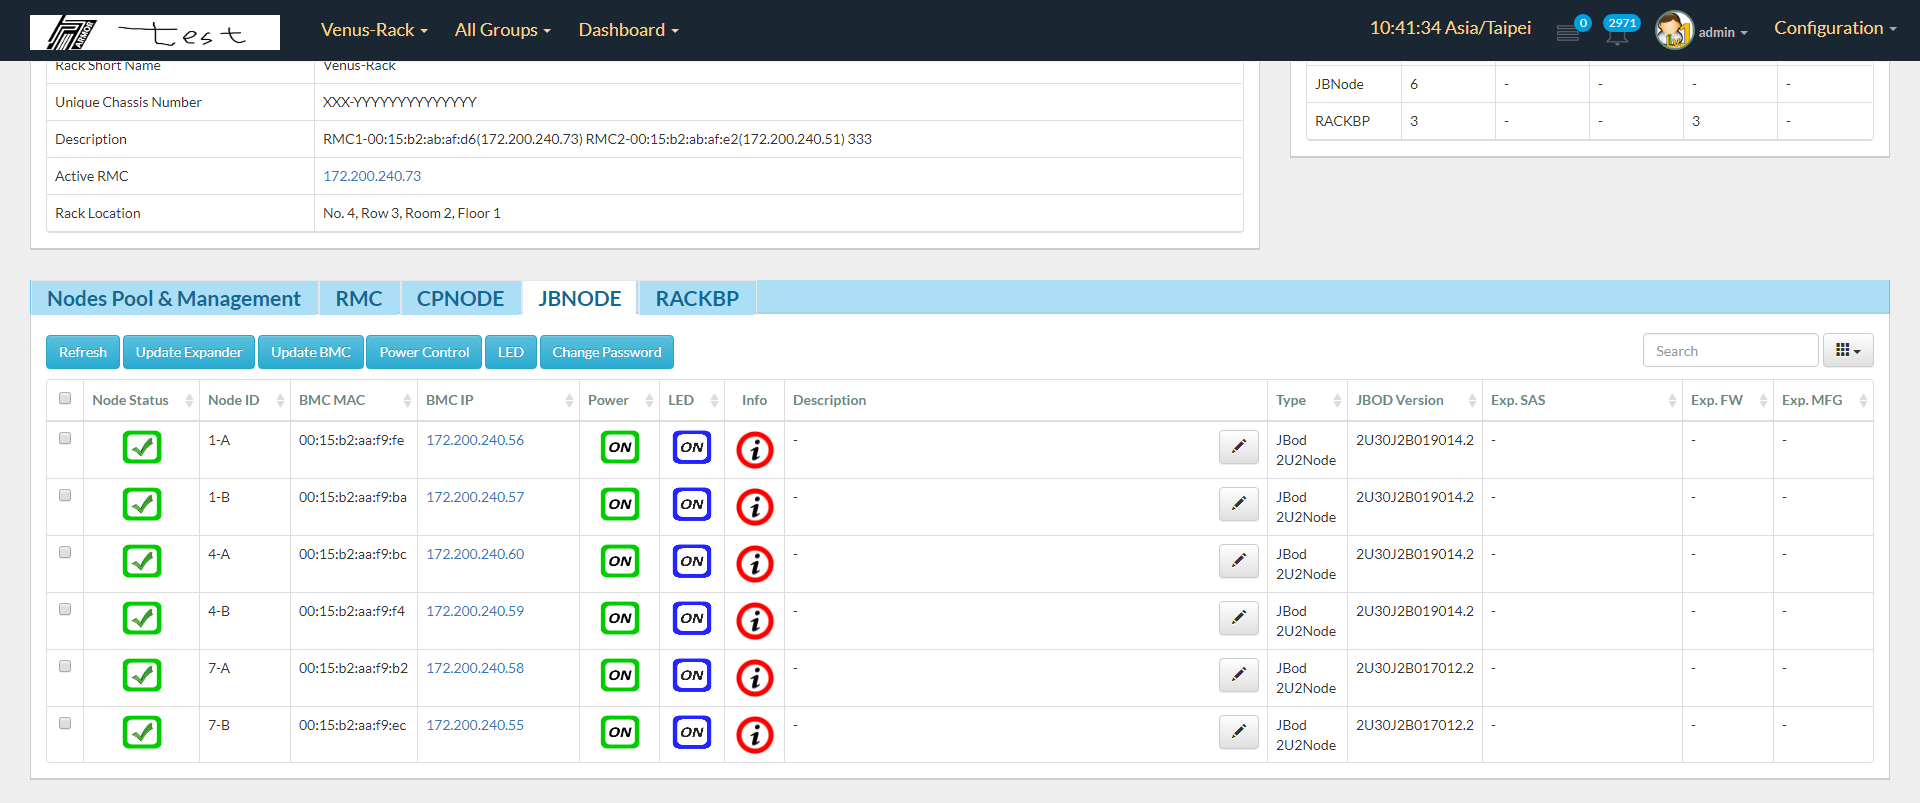 ARMOR test Venus-Rack All Groups Dashboard 10:41:34 Asia/Taipei 0 2971 admin Configuration
Rack Short Name Venus-Rack
Unique Chassis Number XXX-YYYYYYYYYYYYYY
Description RMC1-00:15:b2:ab:af:d6(172.200.240.73) RMC2-00:15:b2:ab:af:e2(172.200.240.51) 333
Active RMC 172.200.240.73
Rack Location No. 4, Row 3, Room 2, Floor 1
JBNode 6 - - - -
RACKBP 3 - - 3 -
Nodes Pool & Management RMC CPNODE JBNODE RACKBP
Refresh Update Expander Update BMC Power Control LED Change Password Search
Node Status Node ID BMC MAC BMC IP Power LED Info Description Type JBOD Version Exp. SAS Exp. FW Exp. MFG
1-A 00:15:b2:aa:f9:fe 172.200.240.56 ON ON i - JBod 2U30J2B019014.2 - - -
2U2Node
1-B 00:15:b2:aa:f9:ba 172.200.240.57 ON ON i - JBod 2U30J2B019014.2 - - -
2U2Node
4-A 00:15:b2:aa:f9:bc 172.200.240.60 ON ON i - JBod 2U30J2B019014.2 - - -
2U2Node
4-B 00:15:b2:aa:f9:f4 172.200.240.59 ON ON i - JBod 2U30J2B019014.2 - - -
2U2Node
7-A 00:15:b2:aa:f9:b2 172.200.240.58 ON ON i - JBod 2U30J2B017012.2 - - -
2U2Node
7-B 00:15:b2:aa:f9:ec 172.200.240.55 ON ON i - JBod 2U30J2B017012.2 - - -
2U2Node